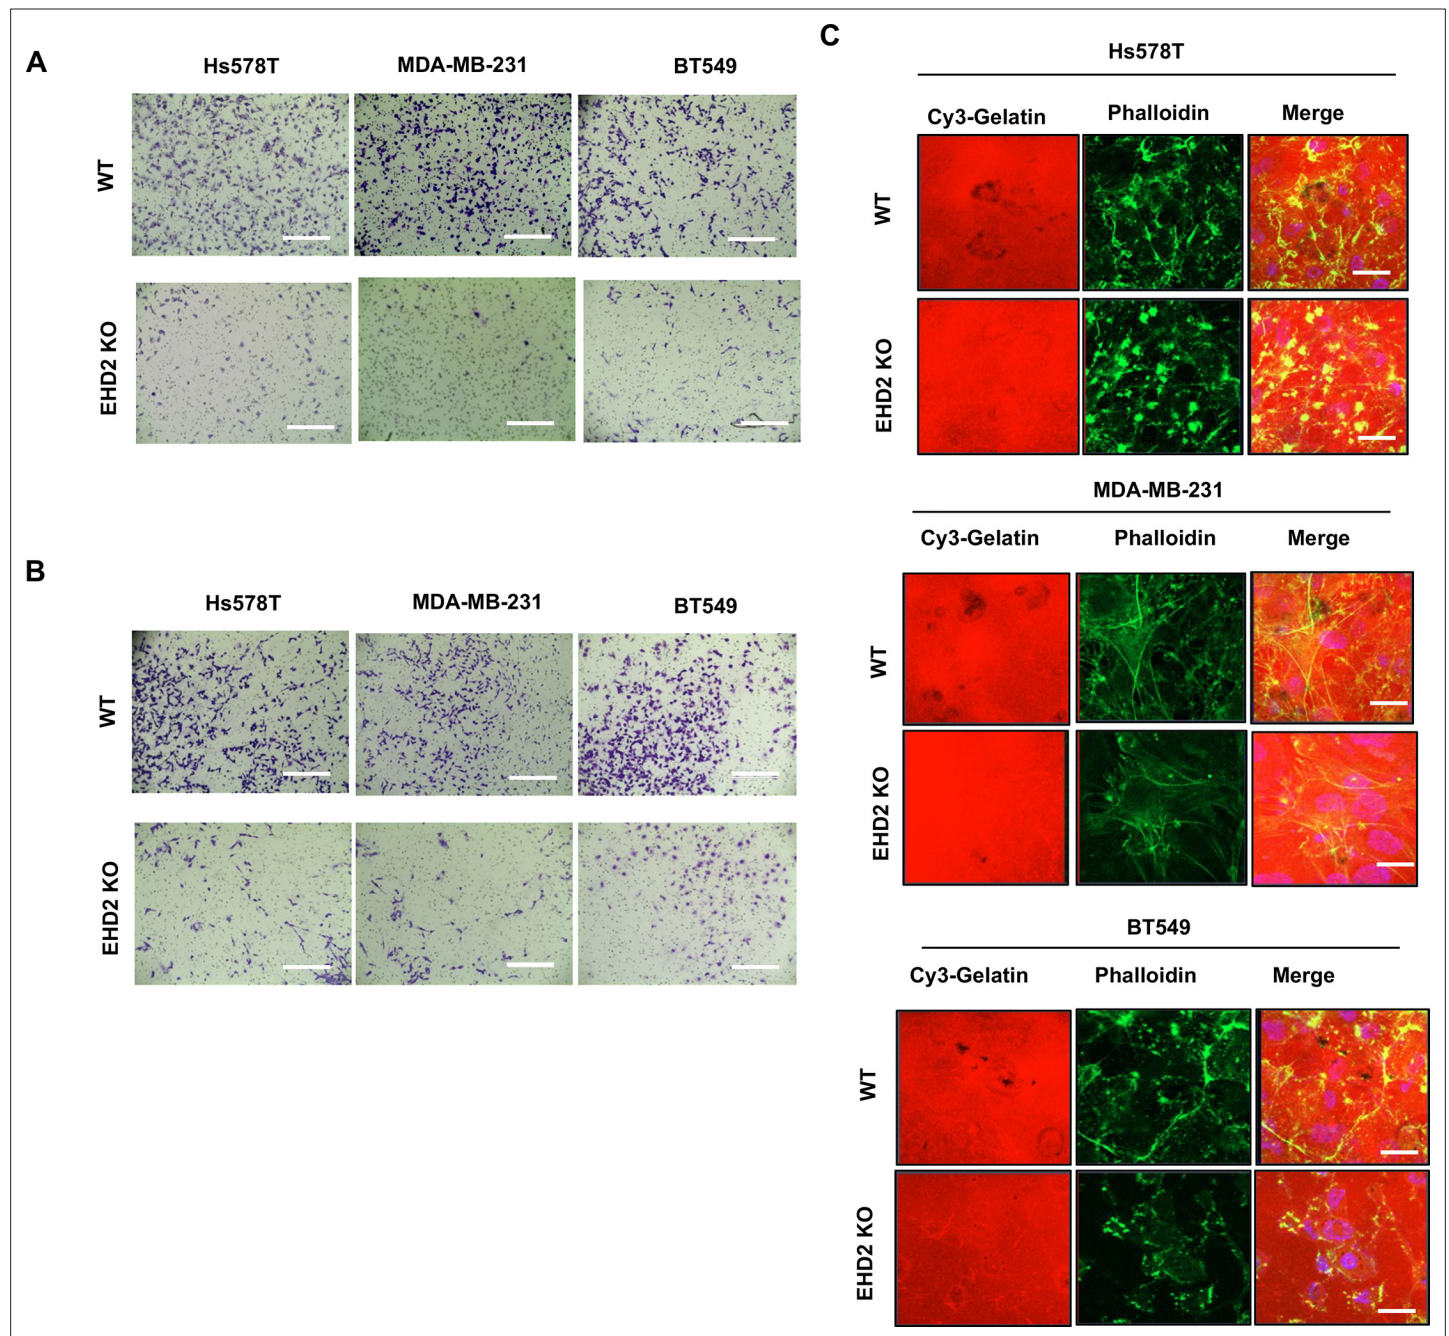 A
Hs578T MDA-MB-231 BT549
WT
EHD2 KO
B
Hs578T MDA-MB-231 BT549
WT
EHD2 KO
C
Hs578T
Cy3-Gelatin Phalloidin Merge
WT
EHD2 KO
MDA-MB-231
Cy3-Gelatin Phalloidin Merge
WT
EHD2 KO
BT549
Cy3-Gelatin Phalloidin Merge
WT
EHD2 KO